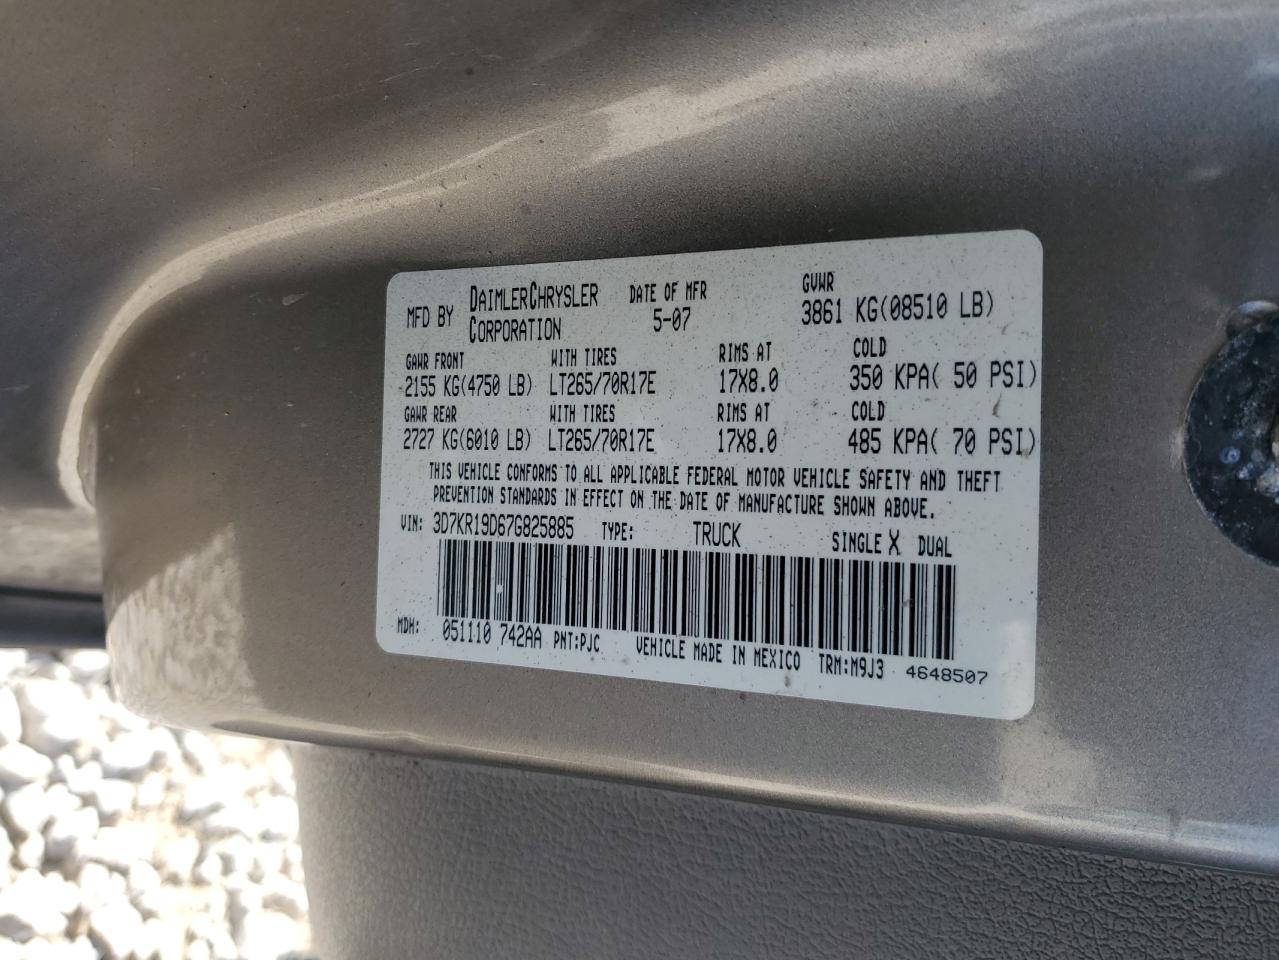 MFD BY DAIMLERCHRYSLER CORPORATION DATE OF MFR 5-07 GVWR 3861 KG(08510 LB)
GAWR FRONT WITH TIRES RIMS AT COLD
2155 KG(4750 LB) LT265/70R17E 17X8.0 350 KPA( 50 PSI)
GAWR REAR WITH TIRES RIMS AT COLD
2727 KG(6010 LB) LT265/70R17E 17X8.0 485 KPA( 70 PSI)
THIS VEHICLE CONFORMS TO ALL APPLICABLE FEDERAL MOTOR VEHICLE SAFETY AND THEFT
PREVENTION STANDARDS IN EFFECT ON THE DATE OF MANUFACTURE SHOWN ABOVE.
VIN: 3D7KR19D67G825885 TYPE: TRUCK SINGLE X DUAL
MDH: 051110 742AA PNT:PJC VEHICLE MADE IN MEXICO TRM:M9J3 4648507